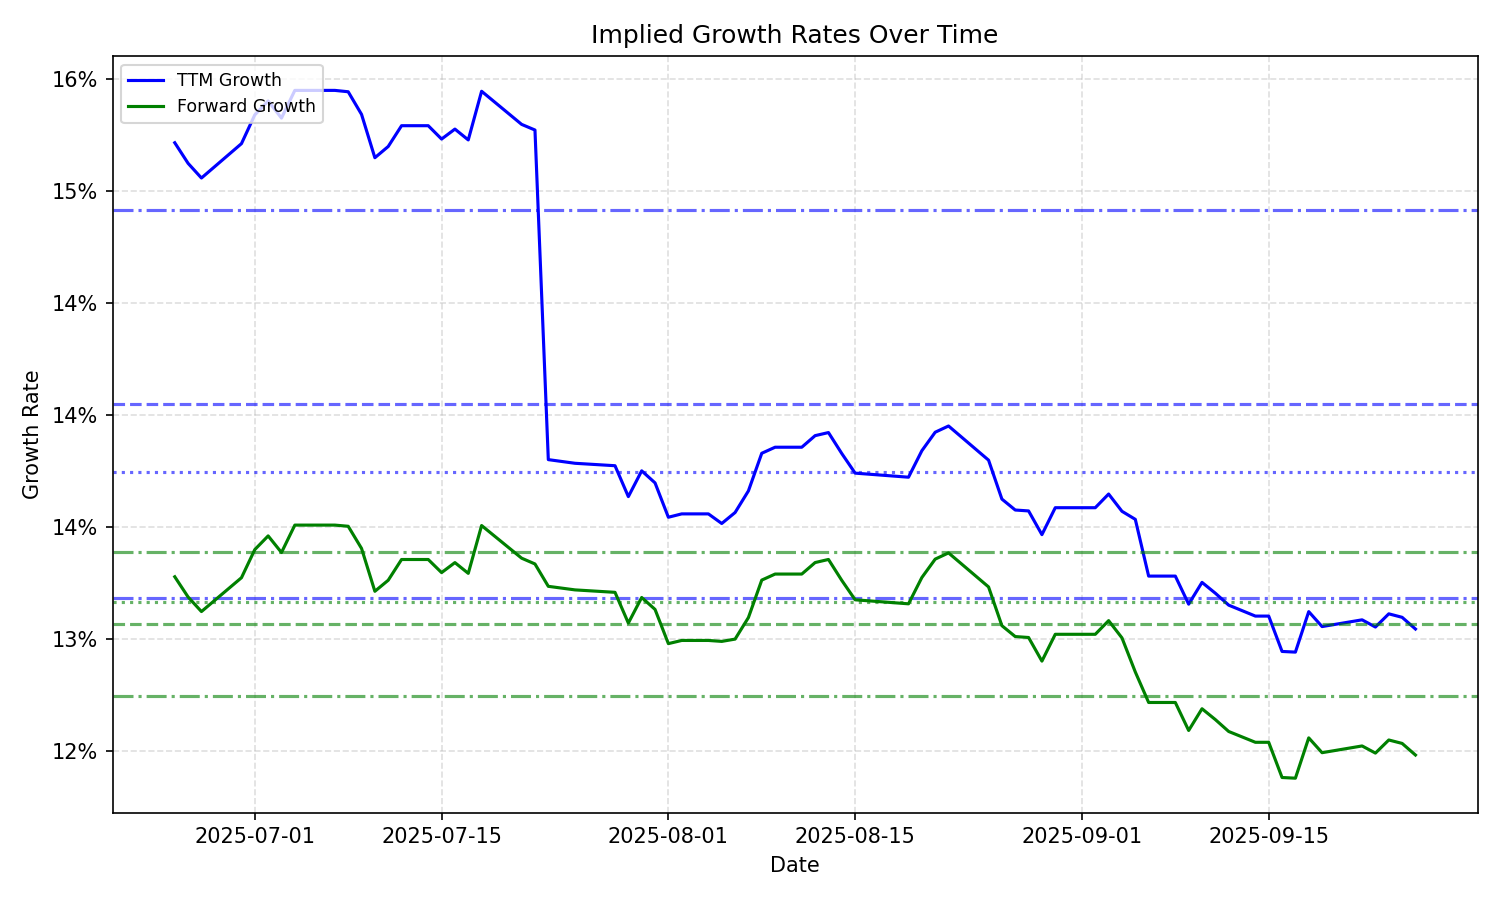 Implied Growth Rates Over Time
TTM Growth
Forward Growth
16%
15%
14%
14%
14%
13%
12%
Growth Rate
2025-07-01
2025-07-15
2025-08-01
2025-08-15
2025-09-01
2025-09-15
Date